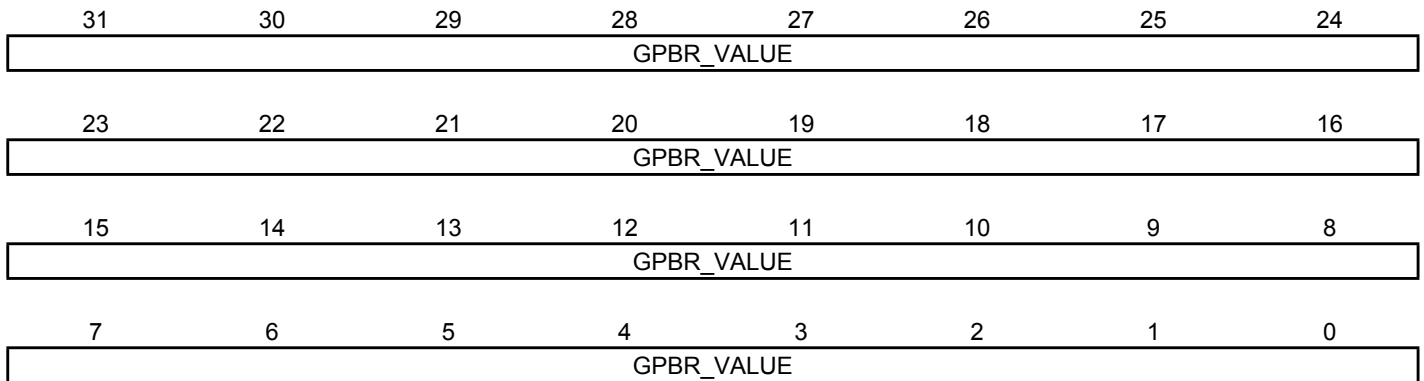 31 30 29 28 27 26 25 24
GPBR_VALUE
23 22 21 20 19 18 17 16
GPBR_VALUE
15 14 13 12 11 10 9 8
GPBR_VALUE
7 6 5 4 3 2 1 0
GPBR_VALUE